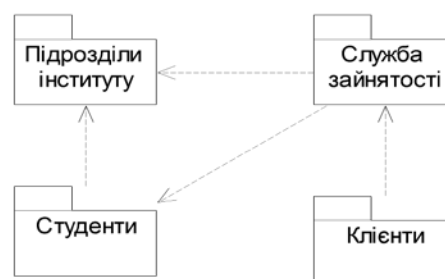 Підрозділи
інституту
Служба
зайнятості
Студенти
Клієнти